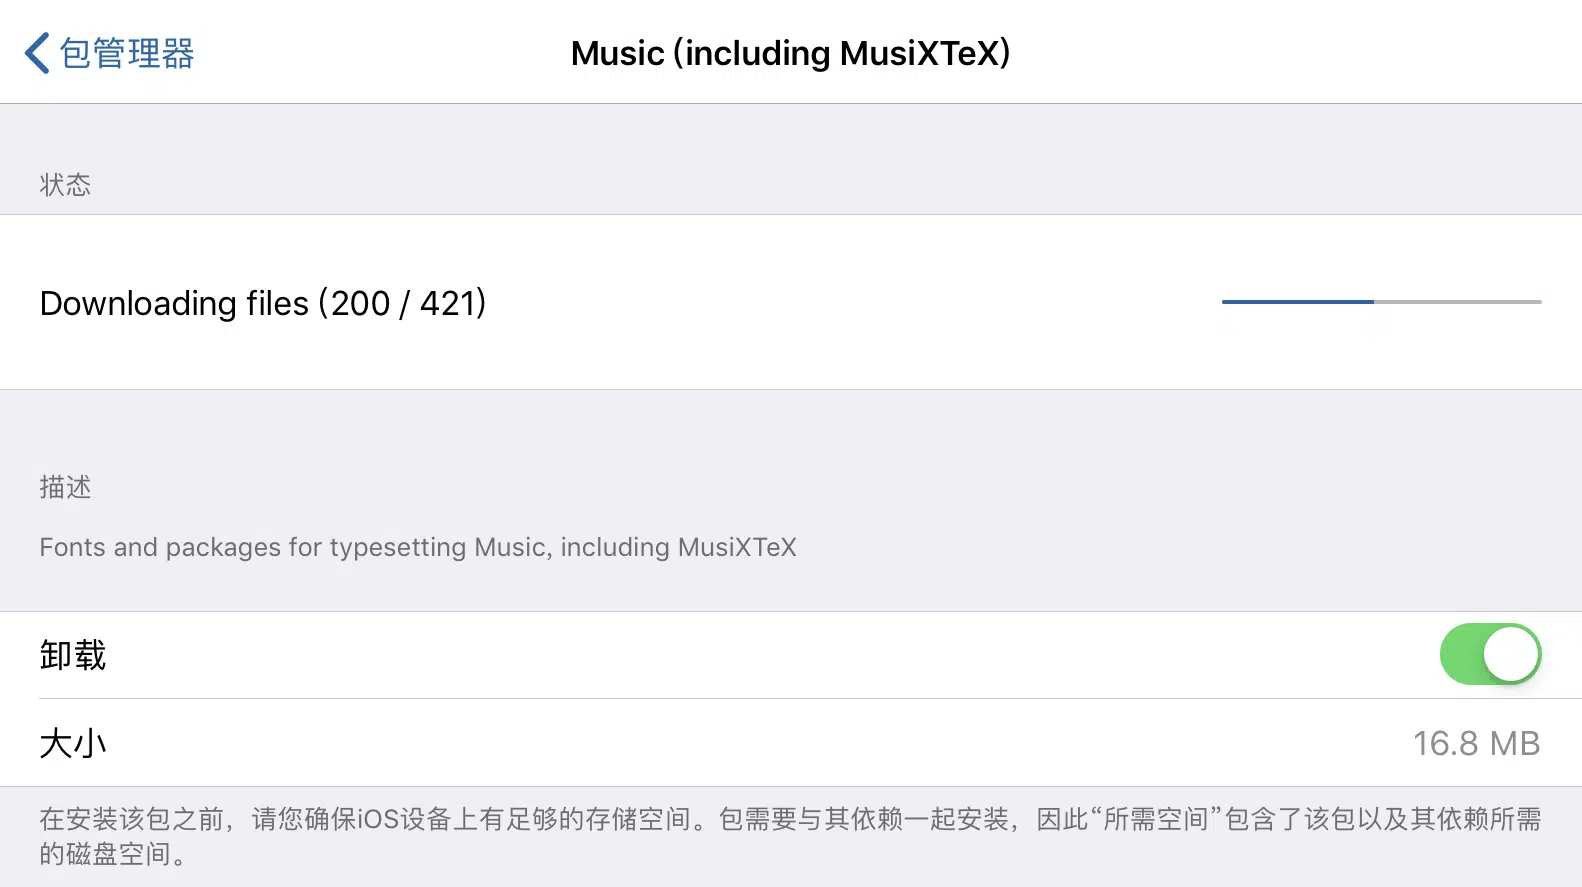 包管理器
Music (including MusiXTeX)
状态
Downloading files (200 / 421)
描述
Fonts and packages for typesetting Music, including MusiXTeX
卸载
大小
16.8 MB
在安装该包之前，请您确保iOS设备上有足够的存储空间。包需要与其依赖一起安装，因此“所需空间”包含了该包以及其依赖所需
的磁盘空间。